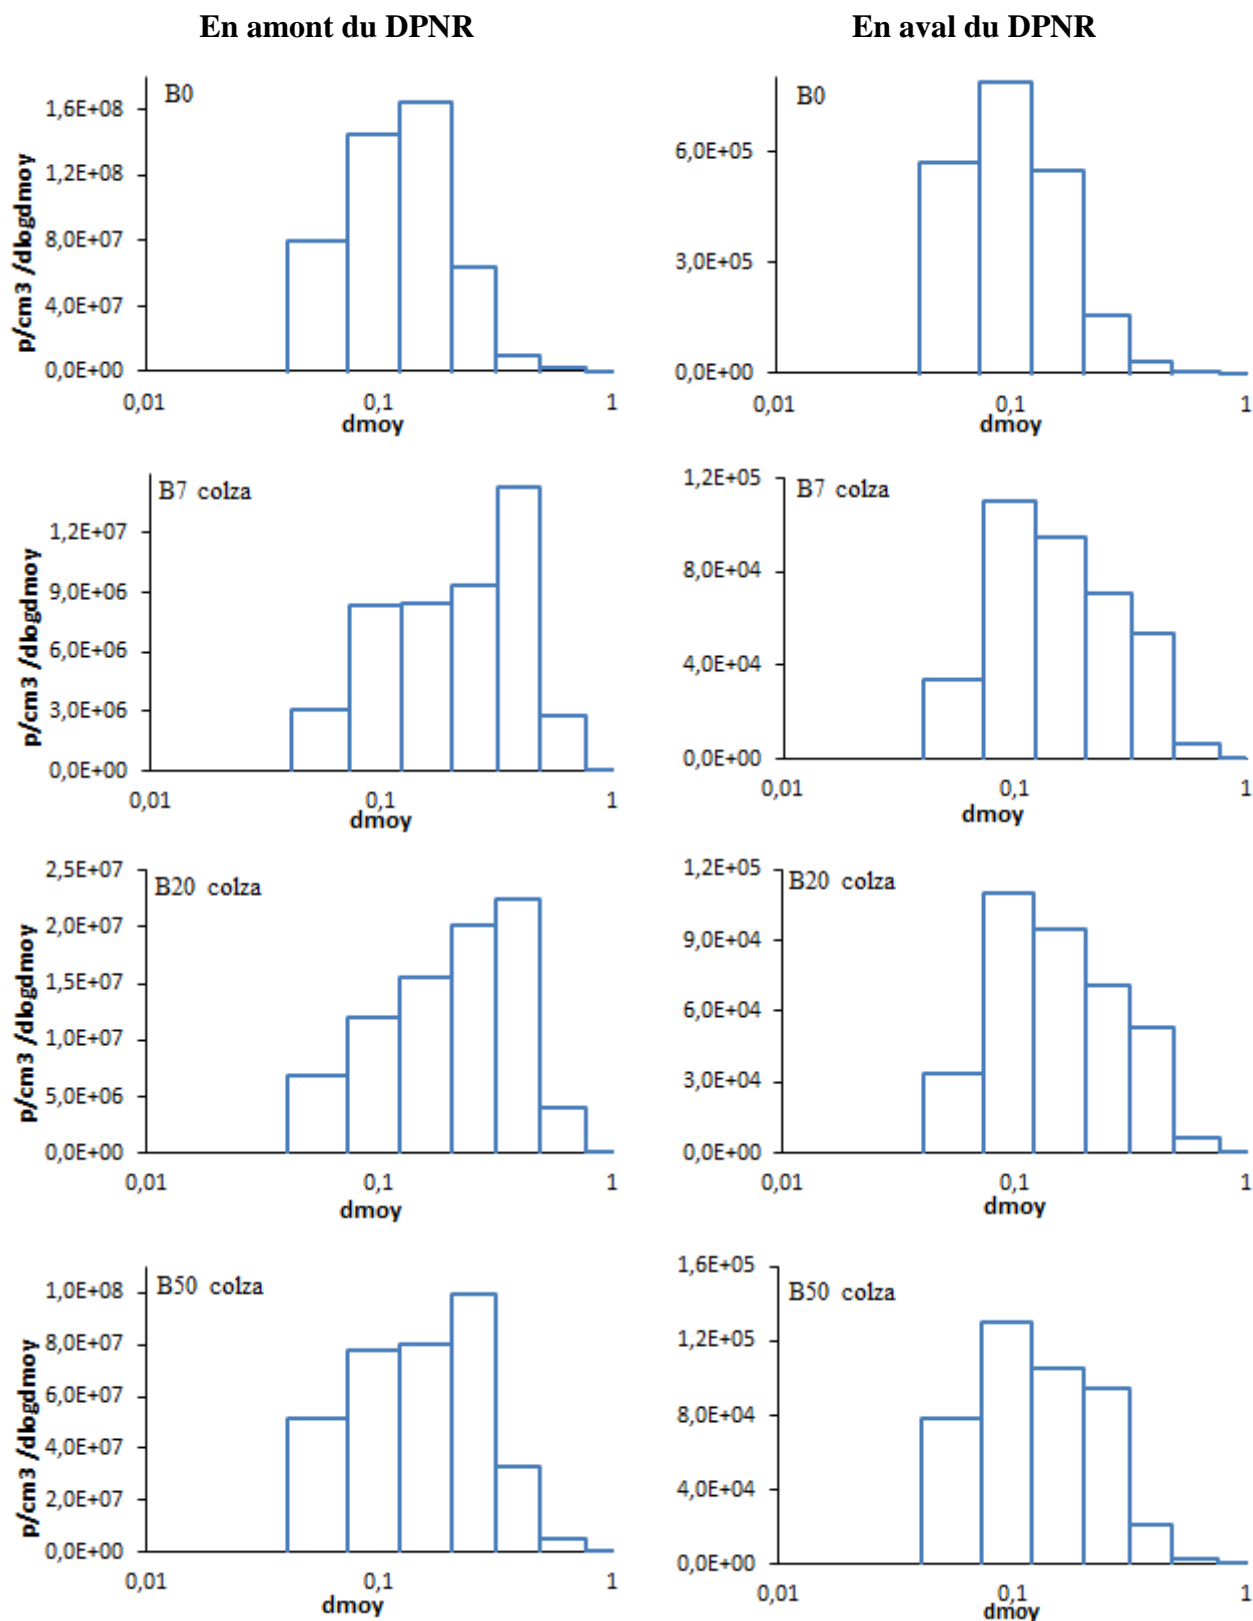 En amont du DPNR
En aval du DPNR
B0
p/cm3 /dlogdmoy
1,6E+08
1,2E+08
8,0E+07
4,0E+07
0,0E+00
0,01
0,1
1
dmoy
B0
6,0E+05
3,0E+05
0,0E+00
0,01
0,1
1
dmoy
B7 colza
p/cm3 /dlogdmoy
1,2E+07
9,0E+06
6,0E+06
3,0E+06
0,0E+00
0,01
0,1
1
dmoy
B7 colza
1,2E+05
8,0E+04
4,0E+04
0,0E+00
0,01
0,1
1
dmoy
B20 colza
p/cm3 /dlogdmoy
2,5E+07
2,0E+07
1,5E+07
1,0E+07
5,0E+06
0,0E+00
0,01
0,1
1
dmoy
B20 colza
1,2E+05
9,0E+04
6,0E+04
3,0E+04
0,0E+00
0,01
0,1
1
dmoy
B50 colza
p/cm3 /dlogdmoy
1,0E+08
8,0E+07
6,0E+07
4,0E+07
2,0E+07
0,0E+00
0,01
0,1
1
dmoy
B50 colza
1,6E+05
1,2E+05
8,0E+04
4,0E+04
0,0E+00
0,01
0,1
1
dmoy